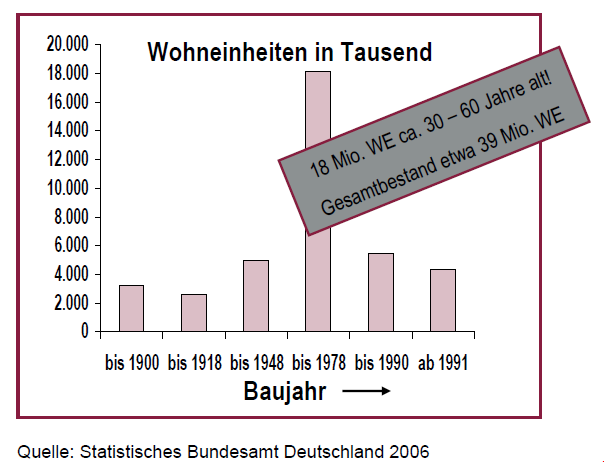 Wohneinheiten in Tausend
20.000
18.000
16.000
14.000
12.000
10.000
8.000
6.000
4.000
2.000
0
18 Mio. WE ca. 30 – 60 Jahre alt!
Gesamtbestand etwa 39 Mio. WE
bis 1900 bis 1918 bis 1948 bis 1978 bis 1990 ab 1991
Baujahr
Quelle: Statistisches Bundesamt Deutschland 2006